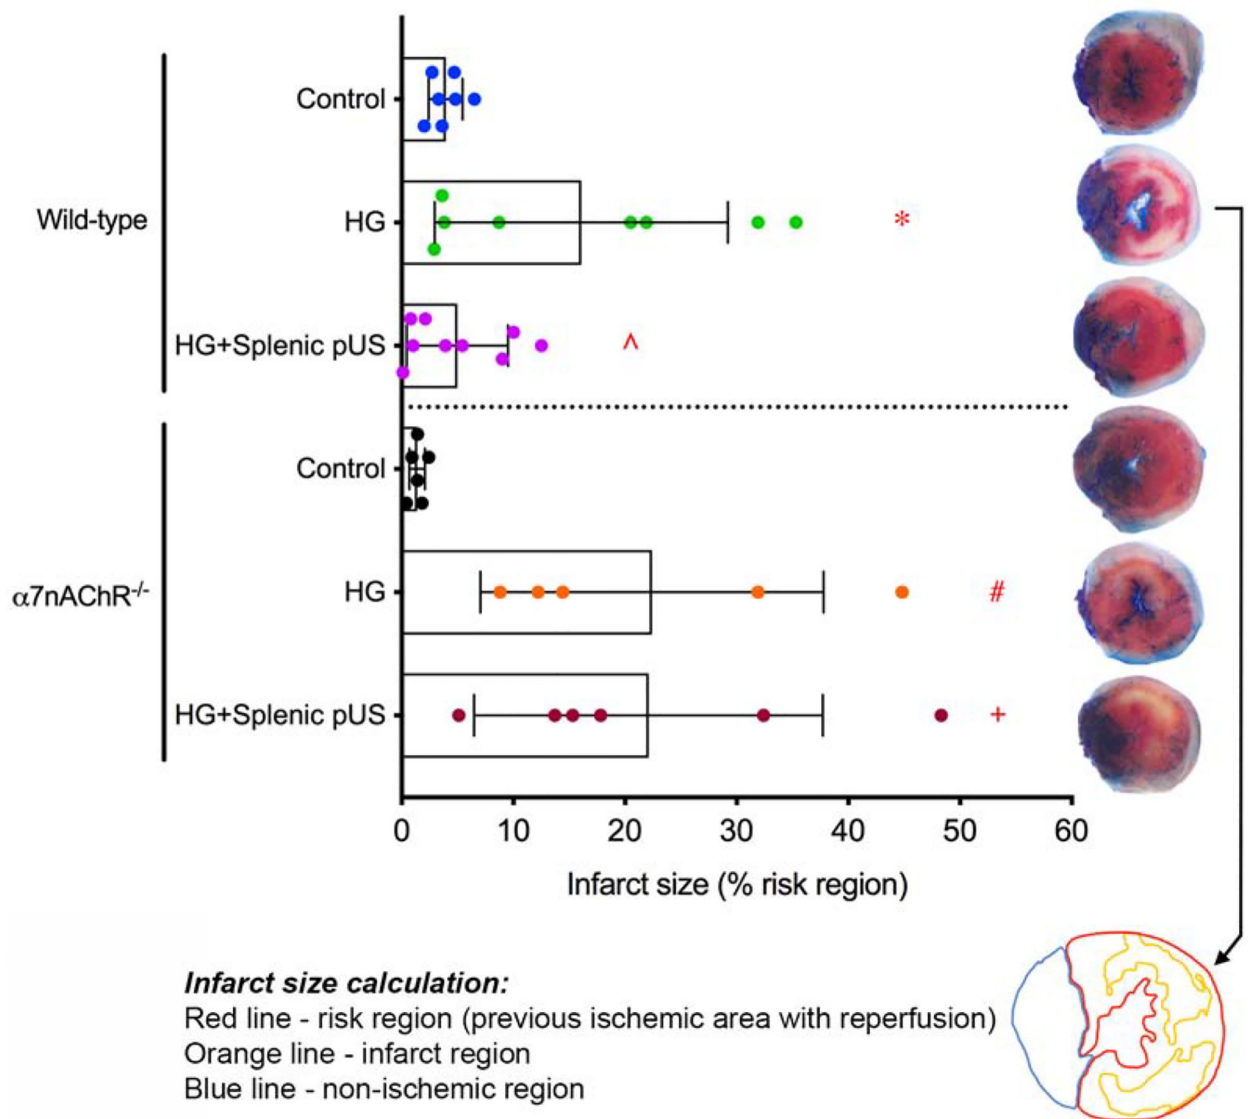 Control
Wild-type
HG
*
HG+Splenic pUS
^
Control
α7nAChR-/-
HG
#
HG+Splenic pUS
+
0 10 20 30 40 50 60
Infarct size (% risk region)
Infarct size calculation:
Red line - risk region (previous ischemic area with reperfusion)
Orange line - infarct region
Blue line - non-ischemic region